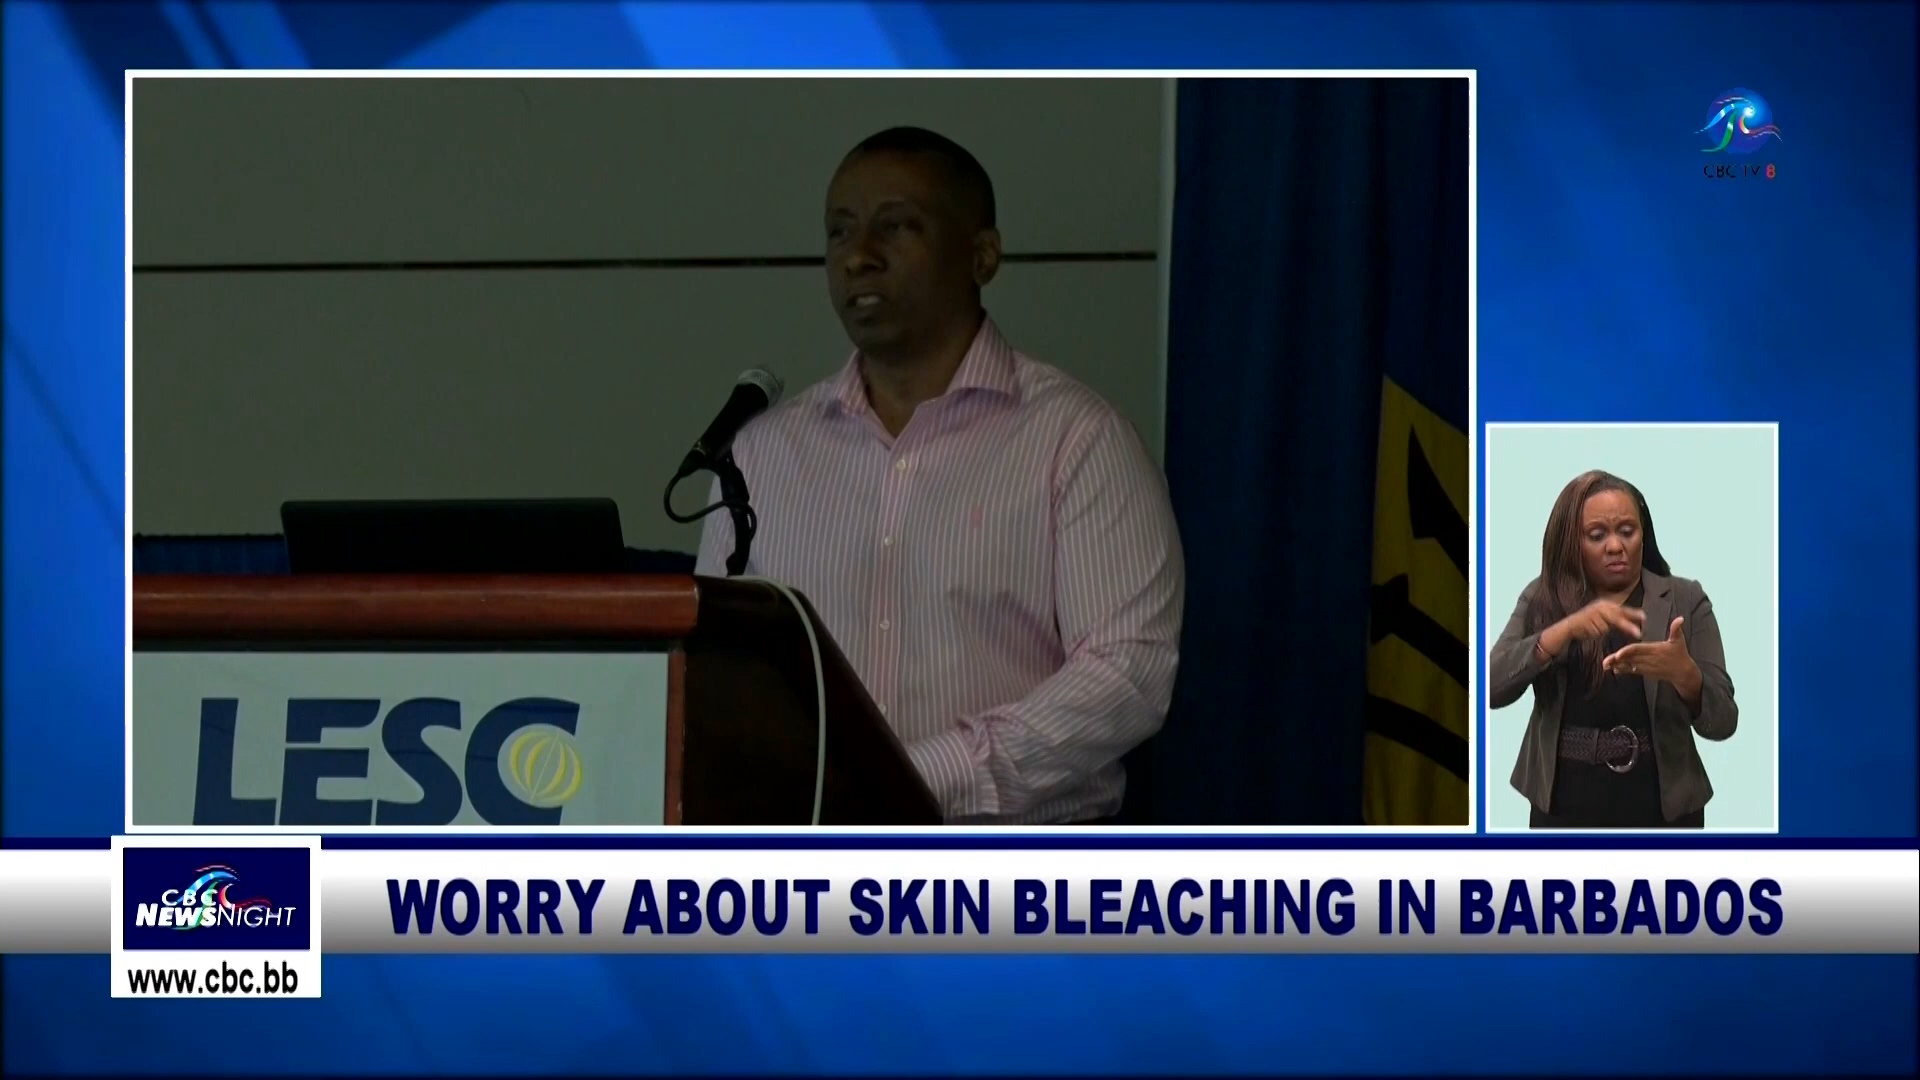 CBC TV 8
LESC
CBC
NEWSNIGHT
WORRY ABOUT SKIN BLEACHING IN BARBADOS
www.cbc.bb